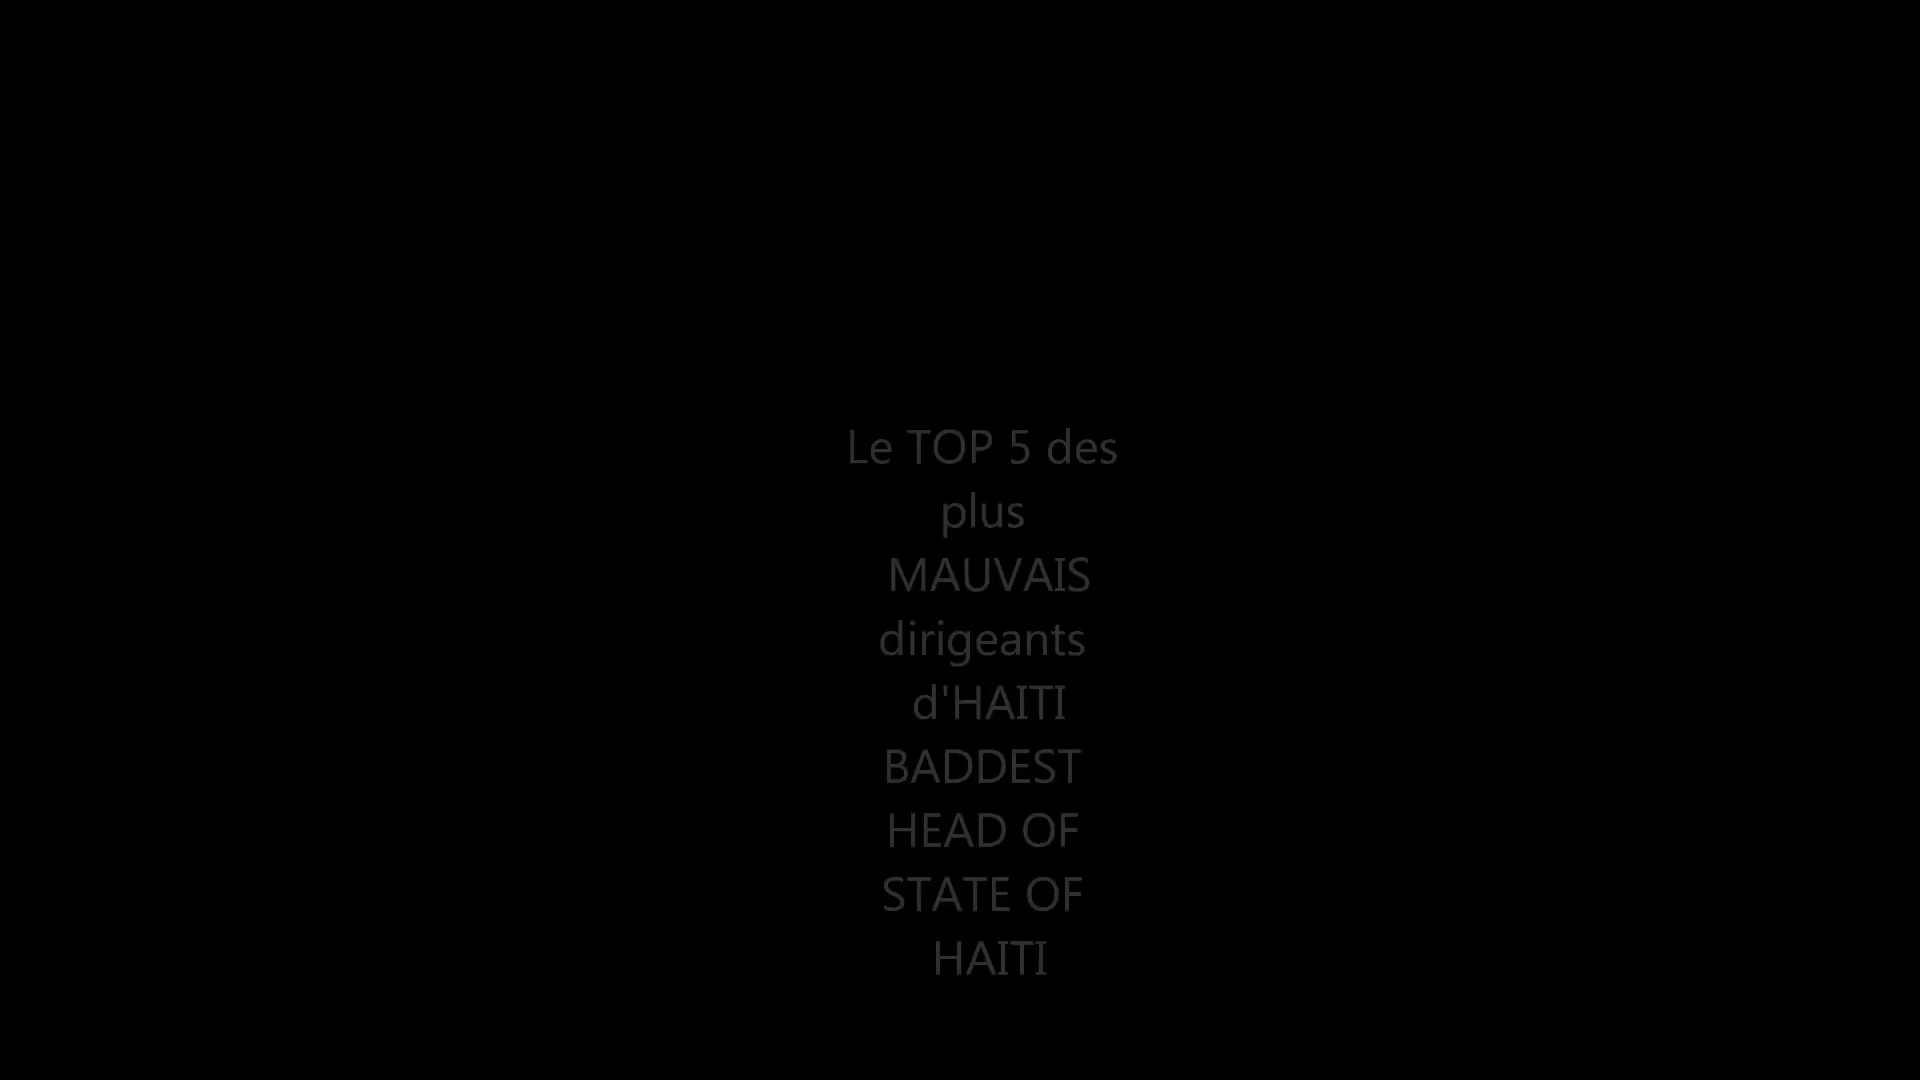 Le TOP 5 des
plus
MAUVAIS
dirigeants
d'HAITI
BADDEST
HEAD OF
STATE OF
HAITI